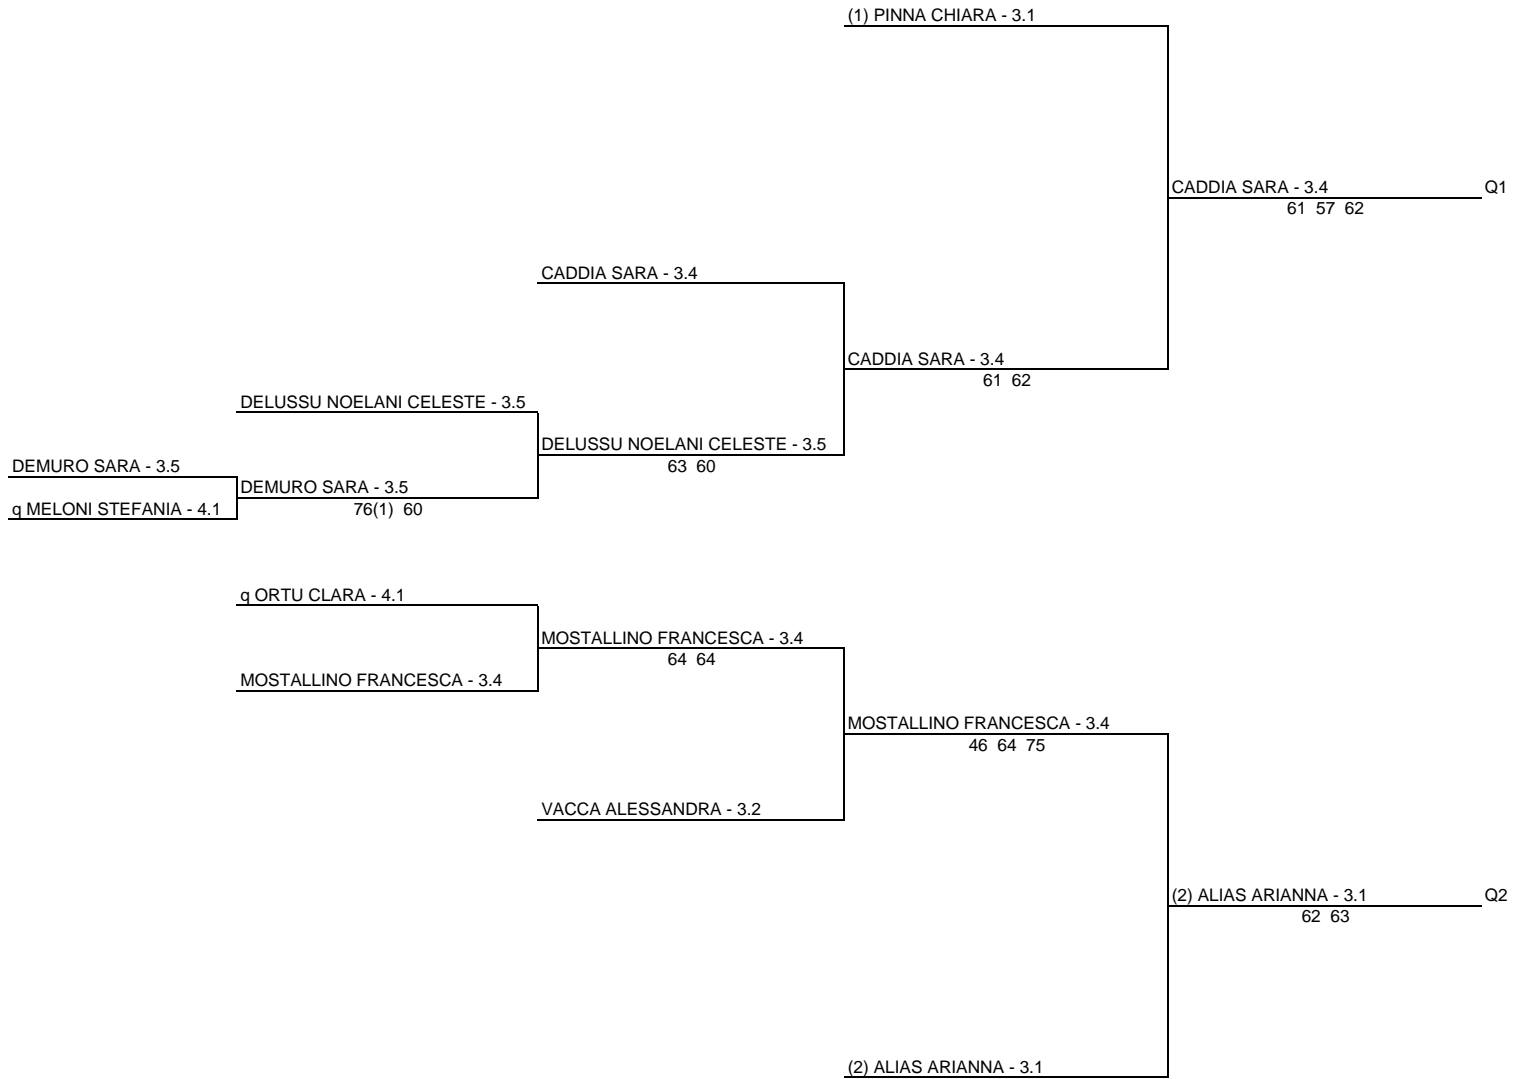 (1) PINNA CHIARA - 3.1
CADDIA SARA - 3.4 Q1
61 57 62
CADDIA SARA - 3.4
CADDIA SARA - 3.4
61 62
DELUSSU NOELANI CELESTE - 3.5
DELUSSU NOELANI CELESTE - 3.5
63 60
DEMURO SARA - 3.5
DEMURO SARA - 3.5
76(1) 60
q MELONI STEFANIA - 4.1
q ORTU CLARA - 4.1
MOSTALLINO FRANCESCA - 3.4
64 64
MOSTALLINO FRANCESCA - 3.4
MOSTALLINO FRANCESCA - 3.4
46 64 75
VACCA ALESSANDRA - 3.2
(2) ALIAS ARIANNA - 3.1 Q2
62 63
(2) ALIAS ARIANNA - 3.1